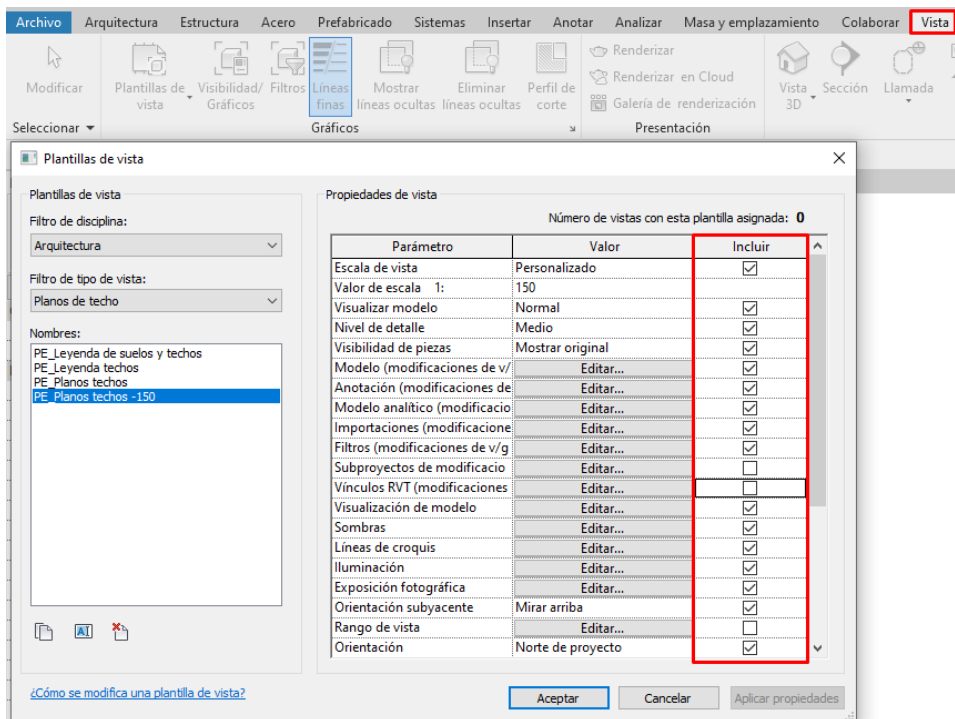 Archivo Arquitectura Estructura Acero Prefabricado Sistemas Insertar Anotar Analizar Masa y emplazamiento Colaborar Vista
Modificar
Plantillas de vista
Visibilidad/ Gráficos
Filtros
Líneas finas
Mostrar líneas ocultas
Eliminar líneas ocultas
Perfil de corte
Renderizar
Renderizar en Cloud
Galería de renderización
Vista 3D
Sección
Llamada
Seleccionar
Gráficos
Presentación
Plantillas de vista
Plantillas de vista
Filtro de disciplina:
Arquitectura
Filtro de tipo de vista:
Planos de techo
Nombres:
PE_Leyenda de suelos y techos
PE_Leyenda techos
PE_Planos techos
PE_Planos techos -150
¿Cómo se modifica una plantilla de vista?
Propiedades de vista
Número de vistas con esta plantilla asignada: 0
Parámetro Valor Incluir
Escala de vista Personalizado
Valor de escala 1: 150
Visualizar modelo Normal
Nivel de detalle Medio
Visibilidad de piezas Mostrar original
Modelo (modificaciones de v/ Editar...
Anotación (modificaciones de Editar...
Modelo analítico (modificacio Editar...
Importaciones (modificacione Editar...
Filtros (modificaciones de v/g Editar...
Subproyectos de modificacio Editar...
Vínculos RVT (modificaciones Editar...
Visualización de modelo Editar...
Sombras Editar...
Líneas de croquis Editar...
Iluminación Editar...
Exposición fotográfica Editar...
Orientación subyacente Mirar arriba
Rango de vista Editar...
Orientación Norte de proyecto
Aceptar Cancelar Aplicar propiedades